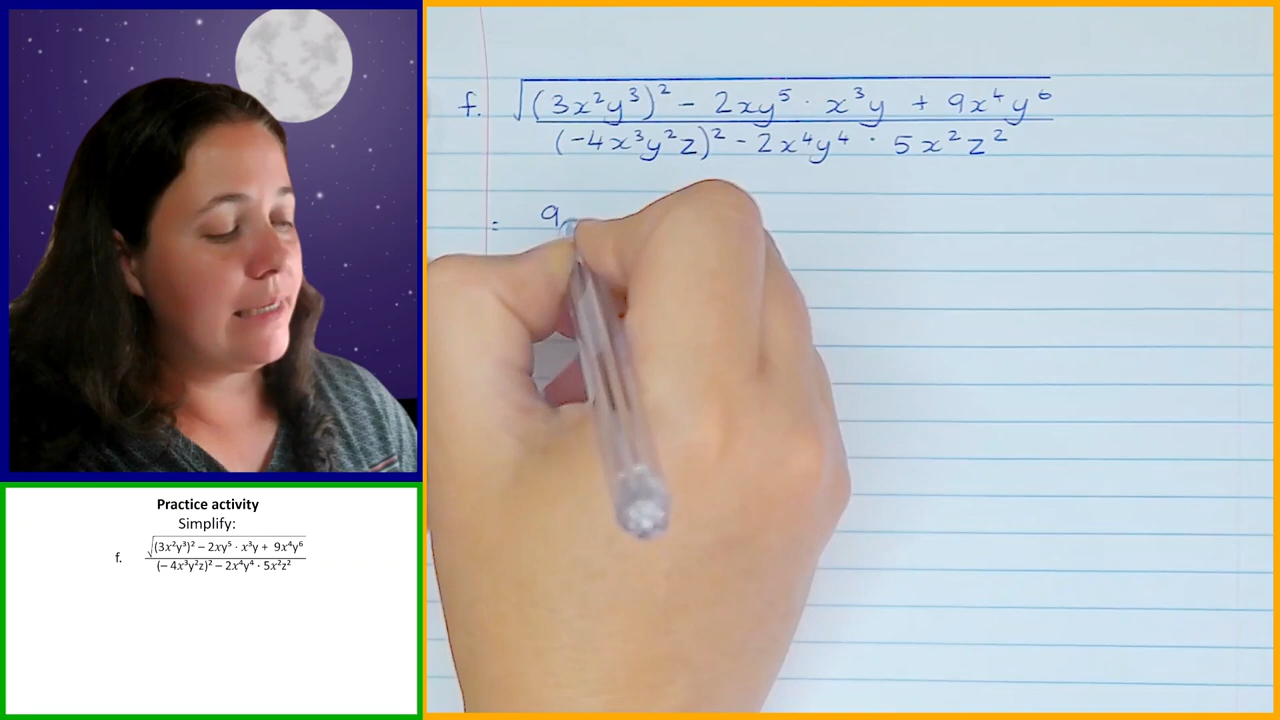 f. √(3x²y³)² − 2xy⁵ · x³y + 9x⁴y⁶
(-4x³y²z)² - 2x⁴y⁴ · 5x²z²
= 9
Practice activity
Simplify:
f. √(3x²y³)² − 2xy⁵ · x³y + 9x⁴y⁶
(− 4x³y²z)² − 2x⁴y⁴ · 5x²z²